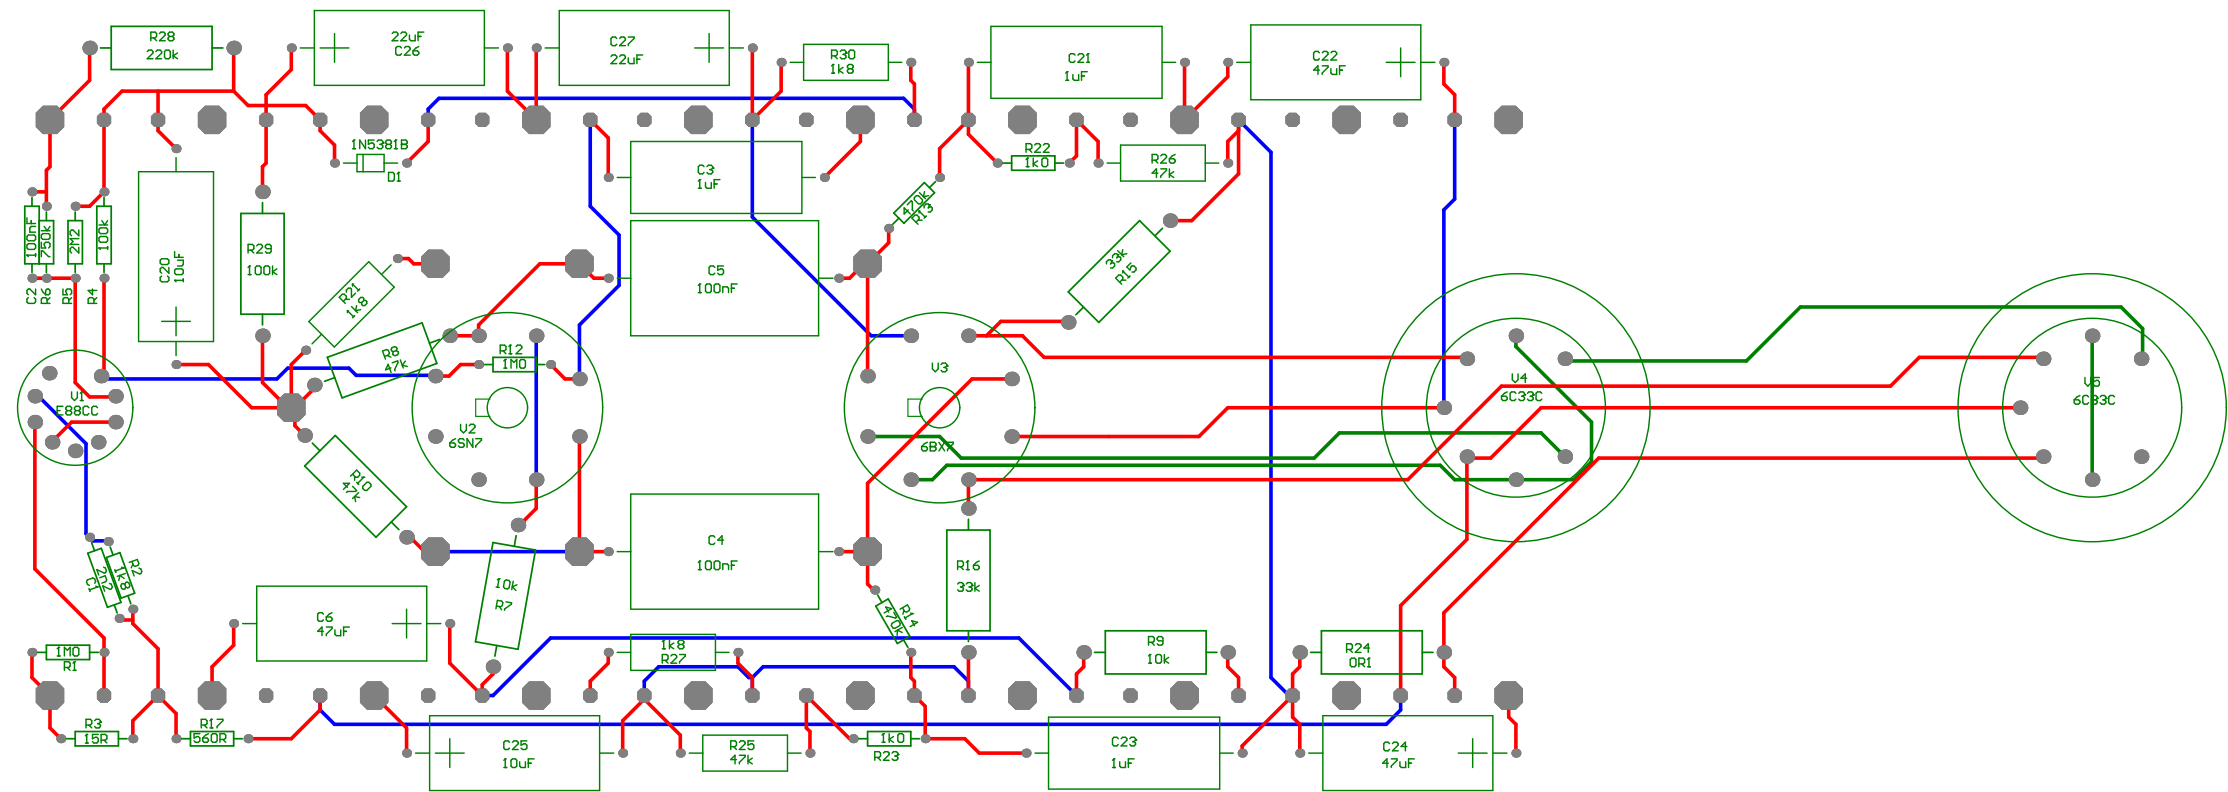 R28
220k
22uF
C26
C27
22uF
R30
1k8
C21
1uF
C22
47uF
1N5381B
D1
C3
1uF
R22
1k0
R26
47k
470k
R13
33k
R15
100nF
750k
2M2
100k
C2
R6
R5
R4
C20
10uF
R29
100k
R21
1k8
C5
100nF
R8
47k
R12
1M0
V1
E88CC
V2
6SN7
V3
6BX7
V4
6C33C
V5
6C33C
R10
47k
C4
100nF
R16
33k
10k
R7
R2
1k8
2n2
C1
R14
470k
C6
47uF
1M0
R1
1k8
R27
R9
10k
R24
0R1
R3
15R
R17
560R
C25
10uF
R25
47k
1k0
R23
C23
1uF
C24
47uF